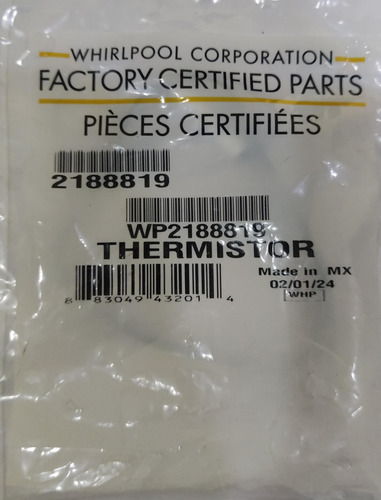 WHIRLPOOL CORPORATION
FACTORY CERTIFIED PARTS
PIÈCES CERTIFIÉES
2188819
WP2188819
THERMISTOR
Made in MX
8 83049 43201 4
02/01/24
WHP